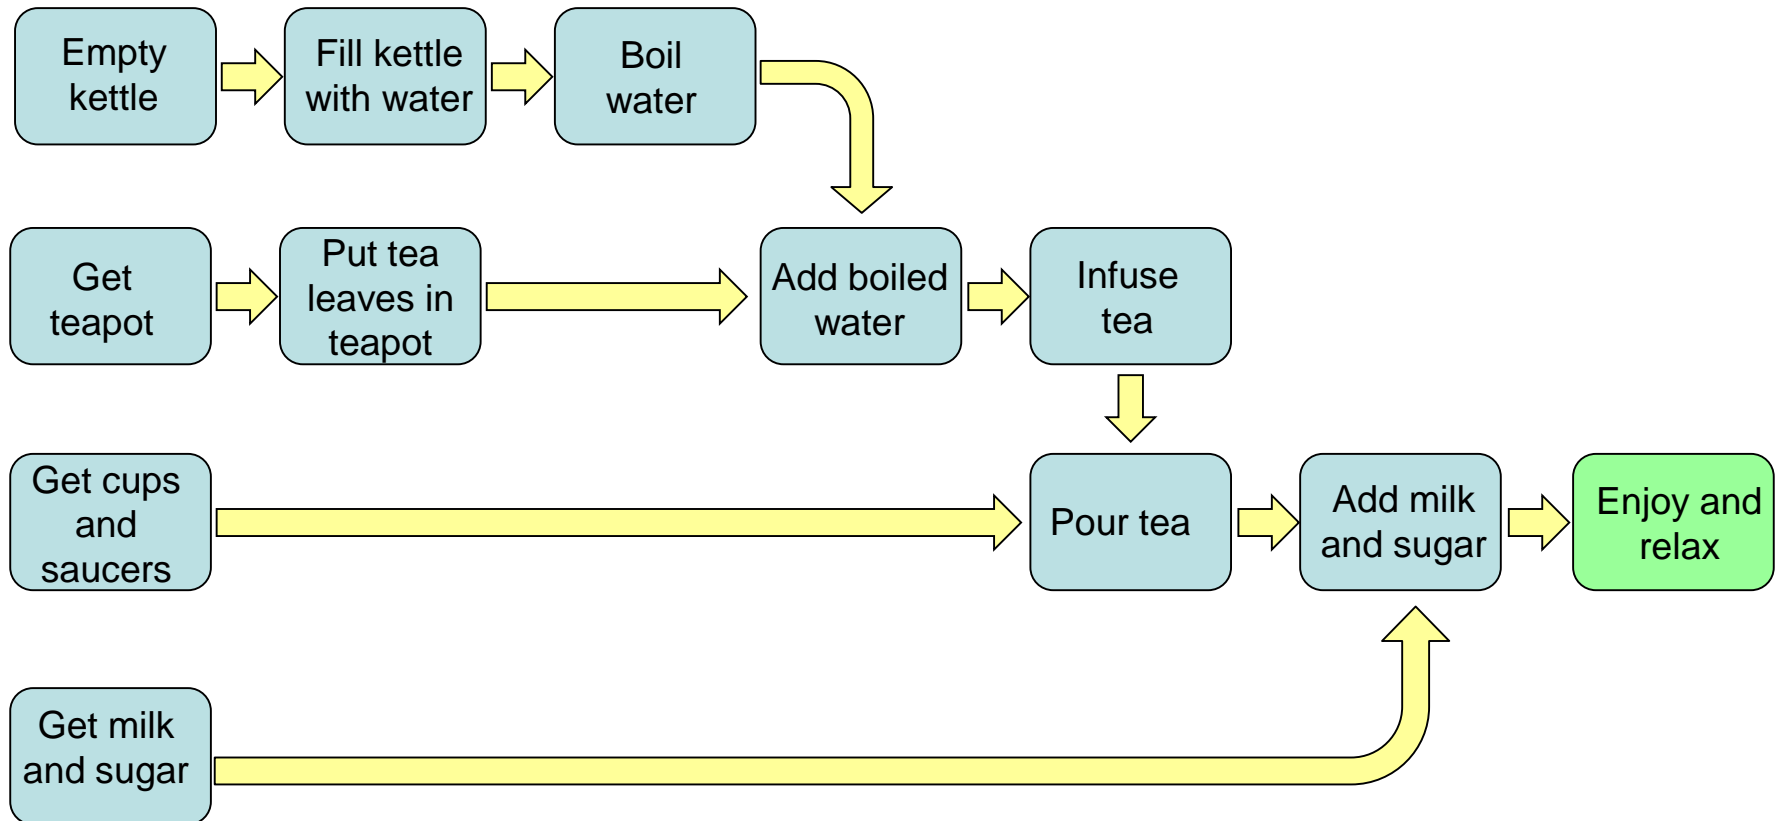 Empty
kettle
Fill kettle
with water
Boil
water
Get
teapot
Put tea
leaves in
teapot
Add boiled
water
Infuse
tea
Get cups
and
saucers
Pour tea
Add milk
and sugar
Enjoy and
relax
Get milk
and sugar